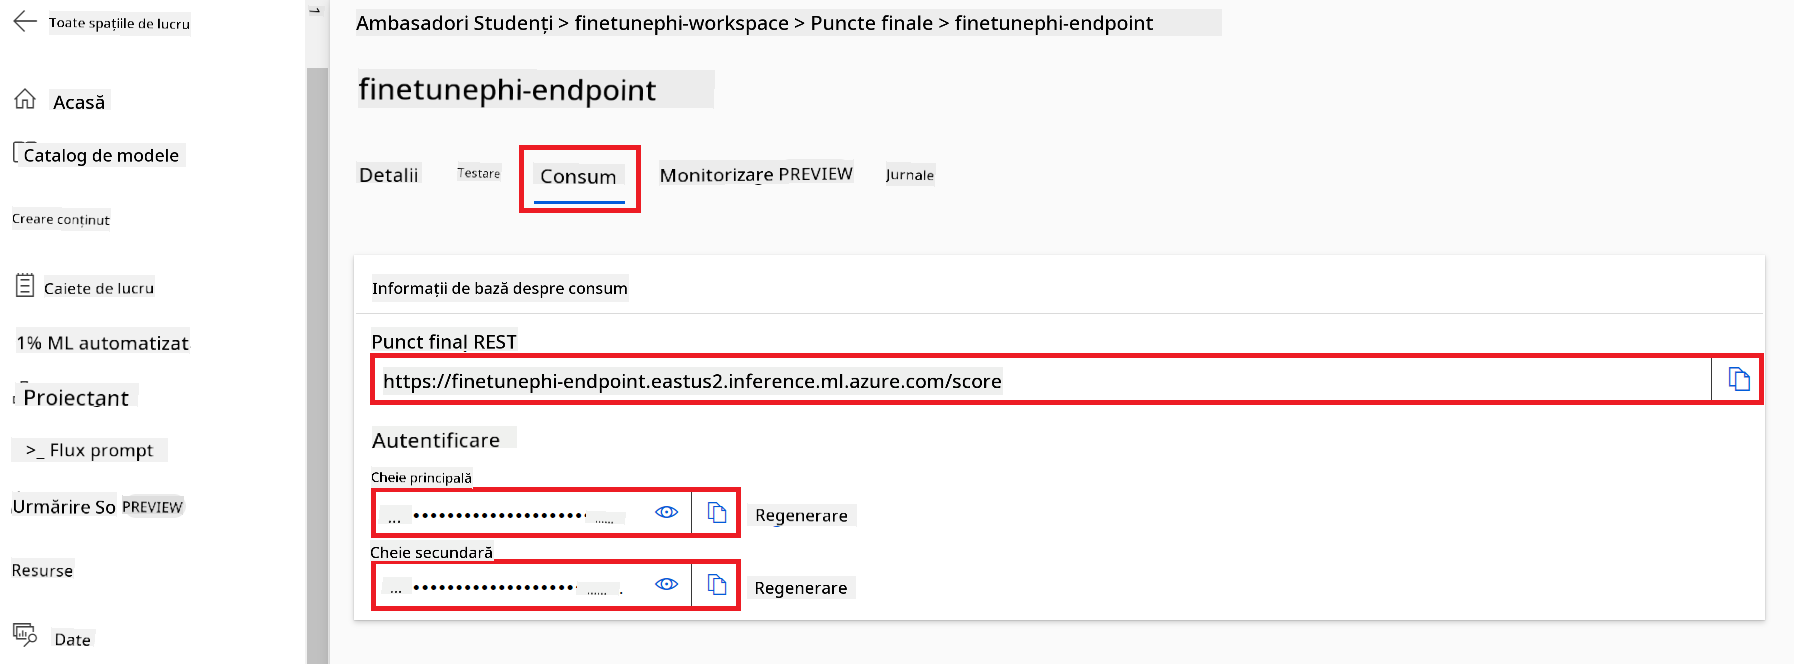 Toate spațiile de lucru
Acasă
Catalog de modele
Creare conținut
Caiete de lucru
1% ML automatizat
Proiectant
>_ Flux prompt
Urmărire So PREVIEW
Resurse
Date
Ambasadori Studenți > finetunephi-workspace > Puncte finale > finetunephi-endpoint
finetunephi-endpoint
Detalii
Testare
Consum
Monitorizare PREVIEW
Jurnale
Informații de bază despre consum
Punct final REST
https://finetunephi-endpoint.eastus2.inference.ml.azure.com/score
Autentificare
Cheie principală
Regenerare
Cheie secundară
Regenerare